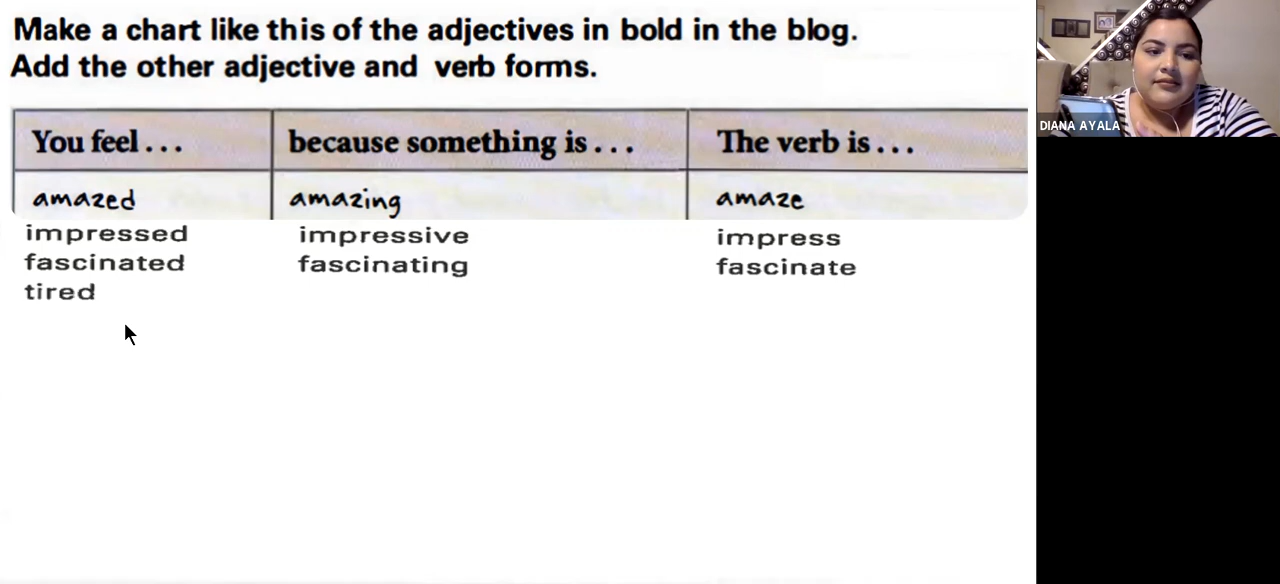 Make a chart like this of the adjectives in bold in the blog.
Add the other adjective and verb forms.
You feel . . . because something is . . . The verb is . . .
amazed amazing amaze
impressed impressive impress
fascinated fascinating fascinate
tired
DIANA AYALA